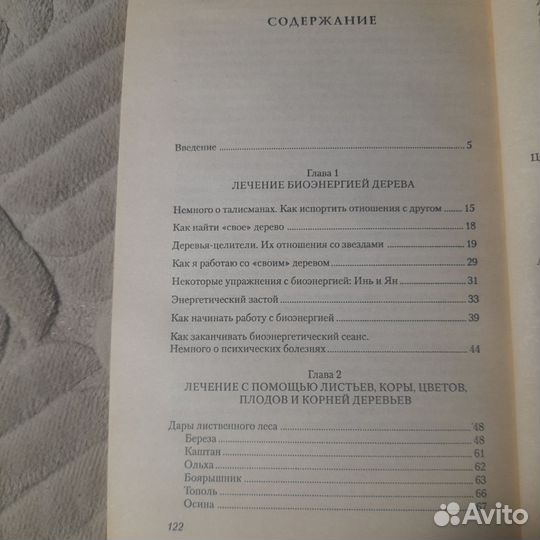 СОДЕРЖАНИЕ
Введение 5
Глава 1
ЛЕЧЕНИЕ БИОЭНЕРГИЕЙ ДЕРЕВА
Немного о талисманах. Как испортить отношения с другом 15
Как найти «свое» дерево 18
Деревья-целители. Их отношения со звездами 19
Как я работаю со «своим» деревом 29
Некоторые упражнения с биоэнергией: Инь и Ян 31
Энергетический застой 33
Как начинать работу с биоэнергией 39
Как заканчивать биоэнергетический сеанс.
Немного о психических болезнях 44
Глава 2
ЛЕЧЕНИЕ С ПОМОЩЬЮ ЛИСТЬЕВ, КОРЫ, ЦВЕТОВ,
ПЛОДОВ И КОРНЕЙ ДЕРЕВЬЕВ
Дары лиственного леса 48
Береза 48
Каштан 61
Ольха 62
Боярышник 63
Тополь 66
Осина 67
122
Avito